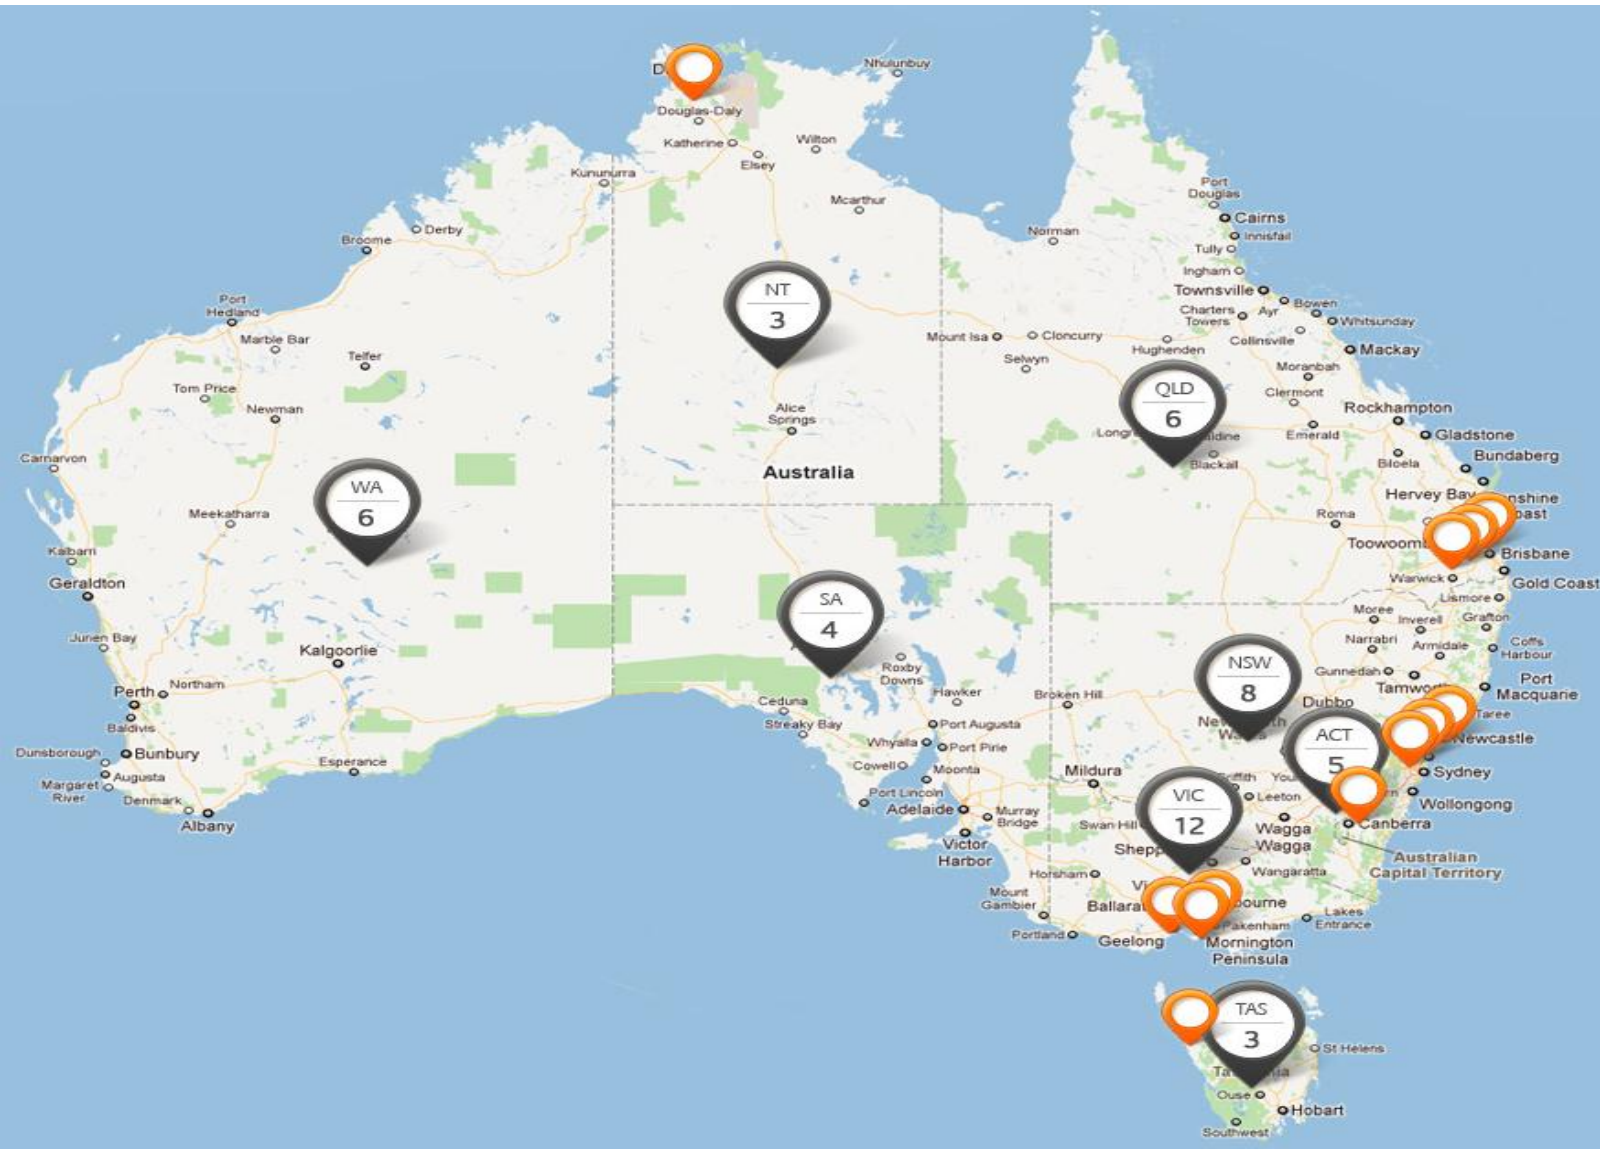 Nhulunbuy
Douglas-Daly
Katherine
Elsey
Wilton
Kununurra
Mcarthur
Derby
Broome
Norman
Port
Douglas
Cairns
Innisfail
Tully
Ingham
Townsville
Charters
Towers
Ayr
Bowen
Whitsunday
Collinsville
Mackay
Moranbah
Clermont
Port
Hedland
Marble Bar
Telfer
Tom Price
Newman
NT
3
Mount Isa
Cloncurry
Selwyn
Hughenden
QLD
6
Alice
Springs
Australia
Blackall
Emerald
Rockhampton
Gladstone
Biloela
Bundaberg
Hervey Bay
Carnarvon
WA
6
Meekatharra
Kalbarri
Geraldton
Roma
Brisbane
Warwick
Gold Coast
Lismore
Moree
Inverell
Grafton
Narrabri
Armidale
Coffs
Harbour
Gunnedah
Port
Macquarie
Jurien Bay
Kalgoorlie
Perth
Northam
Baldivis
Dunsborough
Bunbury
Augusta
Margaret
River
Denmark
Albany
Esperance
SA
4
Roxby
Downs
Ceduna
Streaky Bay
Hawker
Port Augusta
Whyalla
Port Pirie
Cowell
Moonta
Port Lincoln
Adelaide
Murray
Bridge
Victor
Harbor
Broken Hill
NSW
8
Dubbo
Taree
Newcastle
ACT
5
Sydney
Wollongong
Mildura
Leeton
VIC
12
Swan Hill
Wagga
Wagga
Canberra
Australian
Capital Territory
Wangaratta
Horsham
Mount
Gambier
Portland
Geelong
Pakenham
Lakes
Entrance
Mornington
Peninsula
TAS
3
St Helens
Ouse
Hobart
Southwest